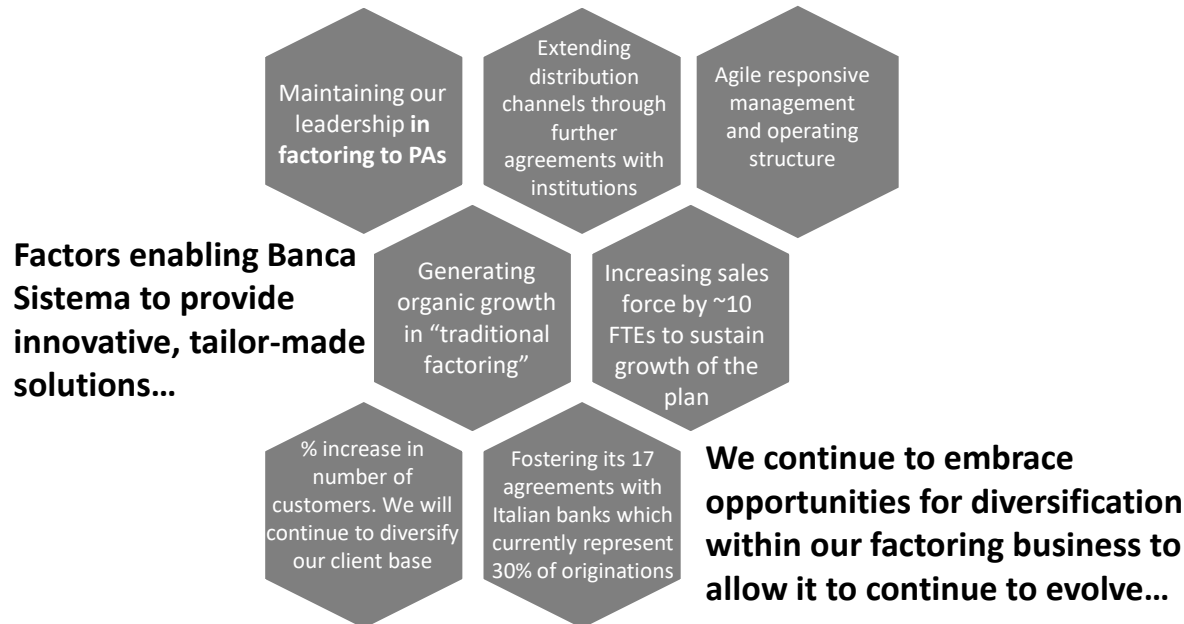 Maintaining our
leadership in
factoring to PAs
Extending
distribution
channels through
further
agreements with
institutions
Agile responsive
management
and operating
structure
Factors enabling Banca
Sistema to provide
innovative, tailor-made
solutions…
Generating
organic growth
in “traditional
factoring”
Increasing sales
force by ~10
FTEs to sustain
growth of the
plan
% increase in
number of
customers. We will
continue to diversify
our client base
Fostering its 17
agreements with
Italian banks which
currently represent
30% of originations
We continue to embrace
opportunities for diversification
within our factoring business to
allow it to continue to evolve…